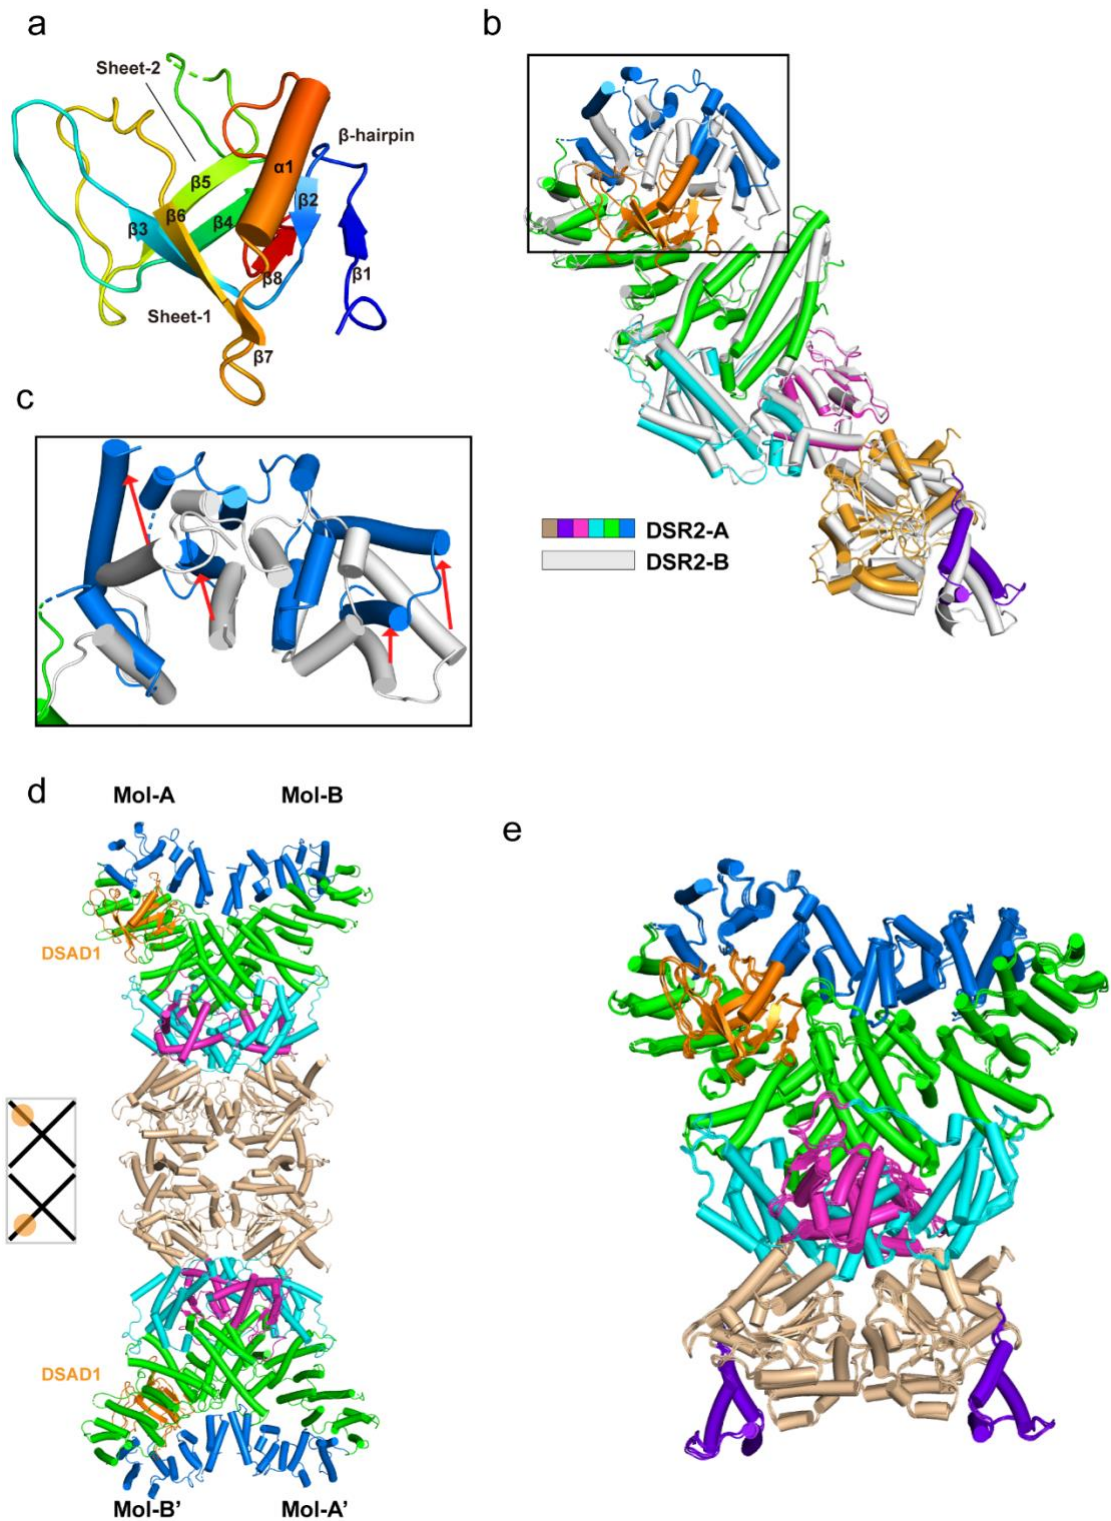 a
Sheet-2
β-hairpin
α1
β5
β2
β6
β4
β3
β8
β1
Sheet-1
β7
b
DSR2-A
DSR2-B
c
d
Mol-A
Mol-B
DSAD1
DSAD1
Mol-B’
Mol-A’
e